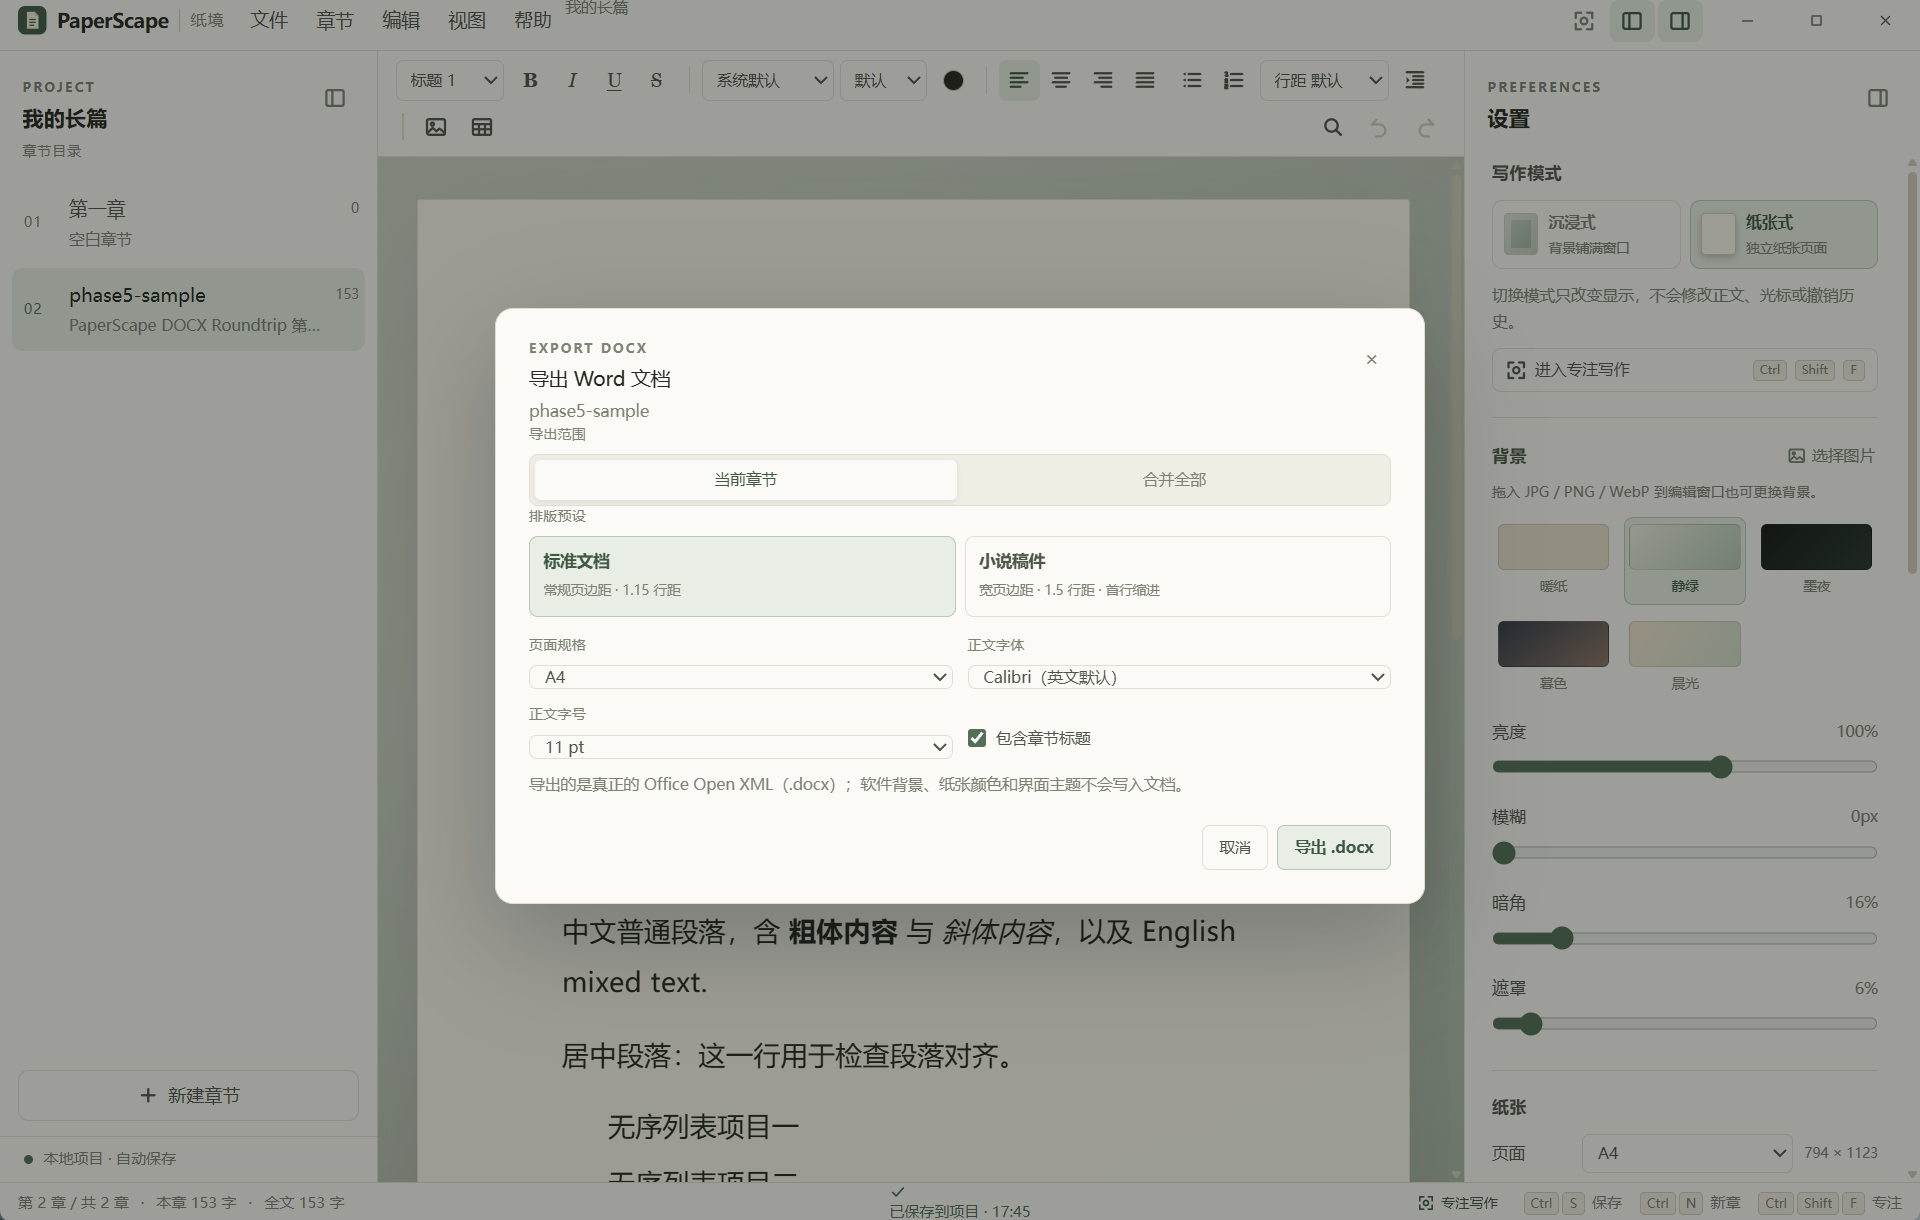 PaperScape 纸境 文件 章节 编辑 视图 帮助 我的长篇
PROJECT
我的长篇
章节目录
01 第一章 0
空白章节
02 phase5-sample 153
PaperScape DOCX Roundtrip 第...
新建章节
本地项目 · 自动保存
标题 1 B I U S 系统默认 默认 行距 默认
EXPORT DOCX
导出 Word 文档
phase5-sample
导出范围
当前章节 合并全部
排版预设
标准文档
常规页边距 · 1.15 行距
小说稿件
宽页边距 · 1.5 行距 · 首行缩进
页面规格
A4
正文字体
Calibri（英文默认）
正文字号
11 pt
包含章节标题
导出的是真正的 Office Open XML（.docx）；软件背景、纸张颜色和界面主题不会写入文档。
取消 导出 .docx
中文普通段落，含 粗体内容 与 斜体内容，以及 English
mixed text.
居中段落：这一行用于检查段落对齐。
无序列表项目一
无序列表项目二
PREFERENCES
设置
写作模式
沉浸式
背景铺满窗口
纸张式
独立纸张页面
切换模式只改变显示，不会修改正文、光标或撤销历
史。
进入专注写作 Ctrl Shift F
背景 选择图片
拖入 JPG / PNG / WebP 到编辑窗口也可更换背景。
暖纸 静绿 墨夜
暮色 晨光
亮度 100%
模糊 0px
暗角 16%
遮罩 6%
纸张
页面 A4 794 × 1123
第 2 章 / 共 2 章 · 本章 153 字 · 全文 153 字
已保存到项目 · 17:45
专注写作 Ctrl S 保存 Ctrl N 新章 Ctrl Shift F 专注